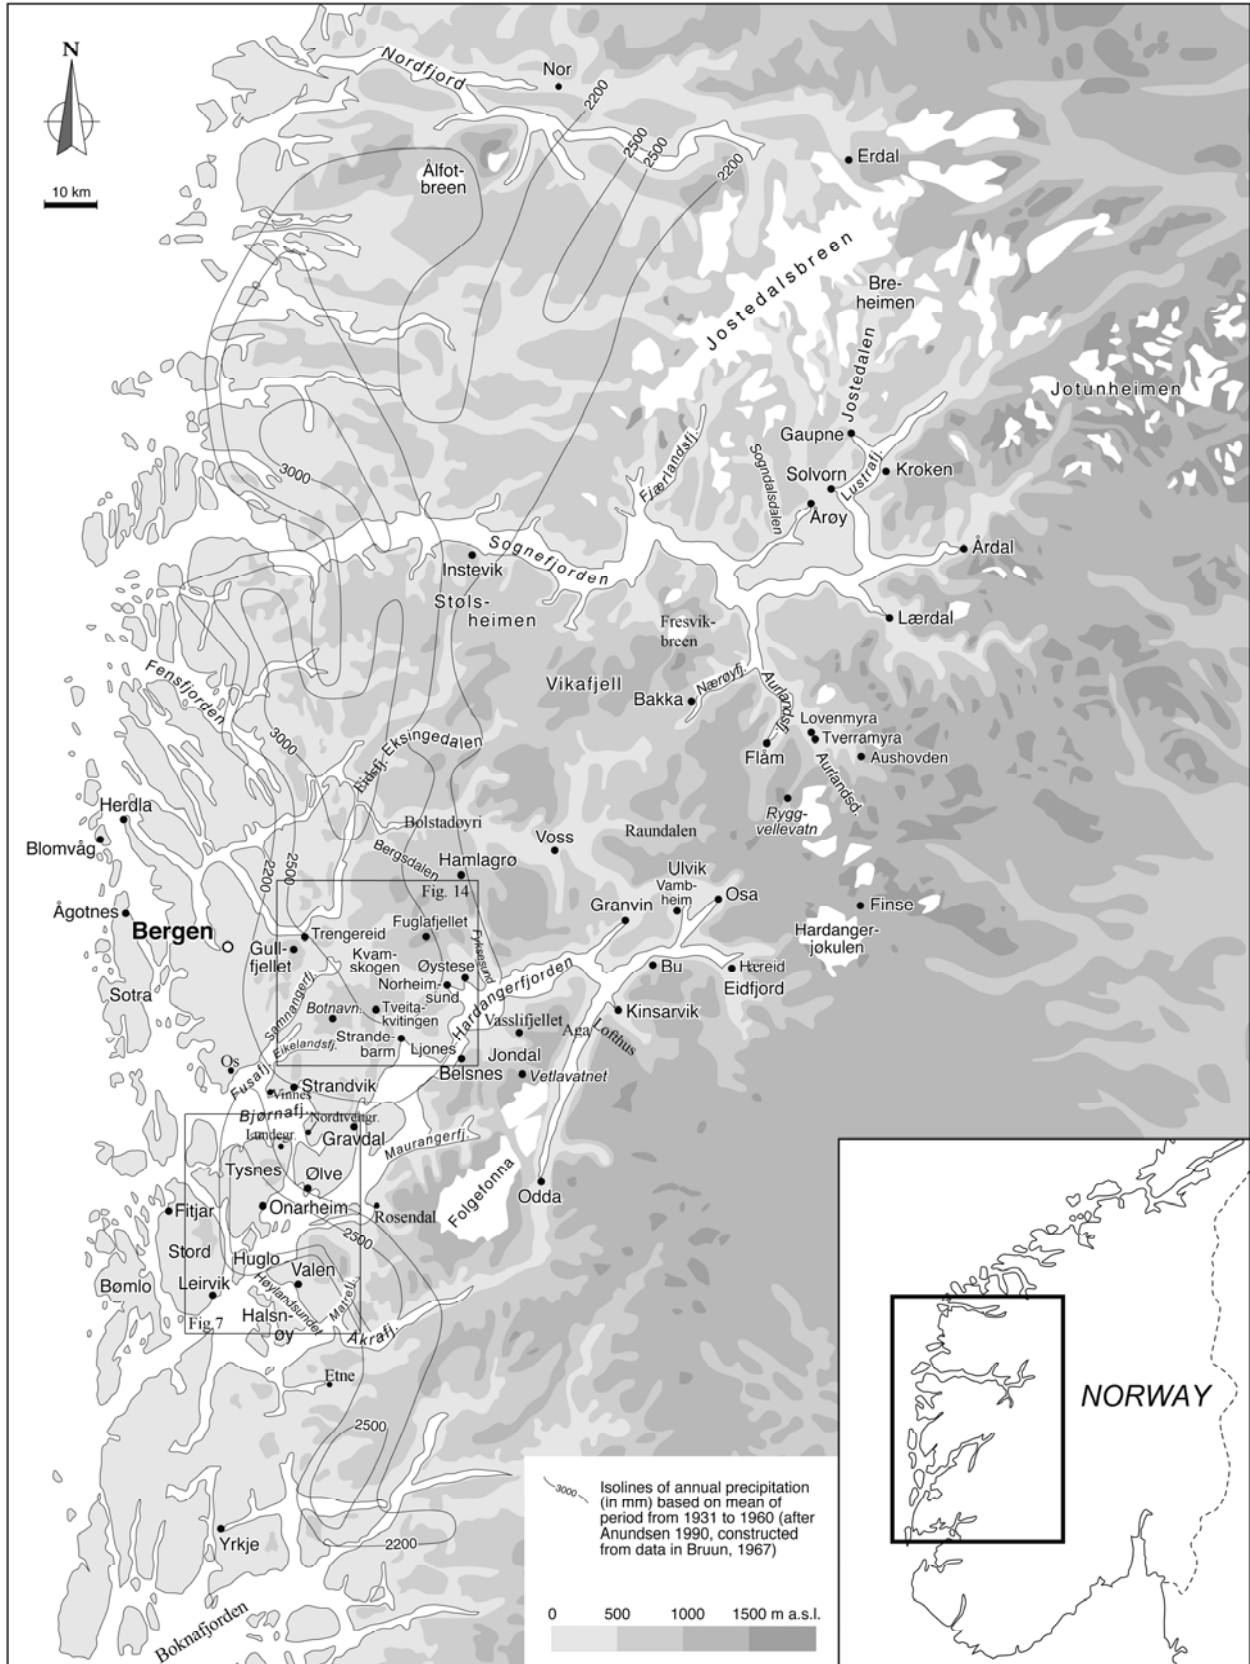 N
10 km
Nordfjord
Nor
2200
2500
2500
2200
Erdal
Ålfot-
breen
Jostedalsbreen
Bre-
heimen
Jostedalen
Jotunheimen
Gaupne
Fjærlandsfj.
Sogndalsdalen
Solvorn
Lustrafj.
Kroken
Årøy
3000
Sognefjorden
Instevik
Årdal
Støls-
heimen
Fresvik-
breen
Lærdal
Fensfjorden
Vikafjell
Bakka
Nærøyfj.
Aurlandsfj.
Lovenmyra
Tverramyra
Flåm
Aushovden
Aurlandsd.
3000
Eksingedalen
Eidsfj.
Rygg-
vellevatn
Herdla
Bolstadøyri
Blomvåg
Voss
Raundalen
Bergsdalen
Hamlagrø
2200
2500
Ulvik
Vamb-
heim
Osa
Fig. 14
Ågotnes
Granvin
Finse
Bergen
Fuglafjellet
Trengereid
Gull-
fjellet
Kvam-
skogen
Fyksesund
Hardanger-
jøkulen
Øystese
Norheim-
sund
Hardangerfjorden
Bu
Hæreid
Eidfjord
Sotra
Samnangerfj.
Botnavn.
Tveita-
kvitingen
Kinsarvik
Vasslifjellet
Aga
Lofthus
Eikelandsfj.
Strande-
barm
Ljones
Jondal
Os
Belsnes
Vetlavatnet
Fusafj.
Strandvik
Vinnes
Bjørnafj.
Nordtveitgr.
Lundegr.
Gravdal
Maurangerfj.
Tysnes
Ølve
Folgefonna
Odda
Fitjar
Onarheim
Rosendal
Stord
2500
Huglo
Valen
Bømlo
Leirvik
Høylandsundet
Matrefj.
Fig.7
Halsn-
øy
Åkrafj.
Etne
2500
Yrkje
2200
Boknafjorden
3000
Isolines of annual precipitation
(in mm) based on mean of
period from 1931 to 1960 (after
Anundsen 1990, constructed
from data in Bruun, 1967)
0 500 1000 1500 m a.s.l.
NORWAY